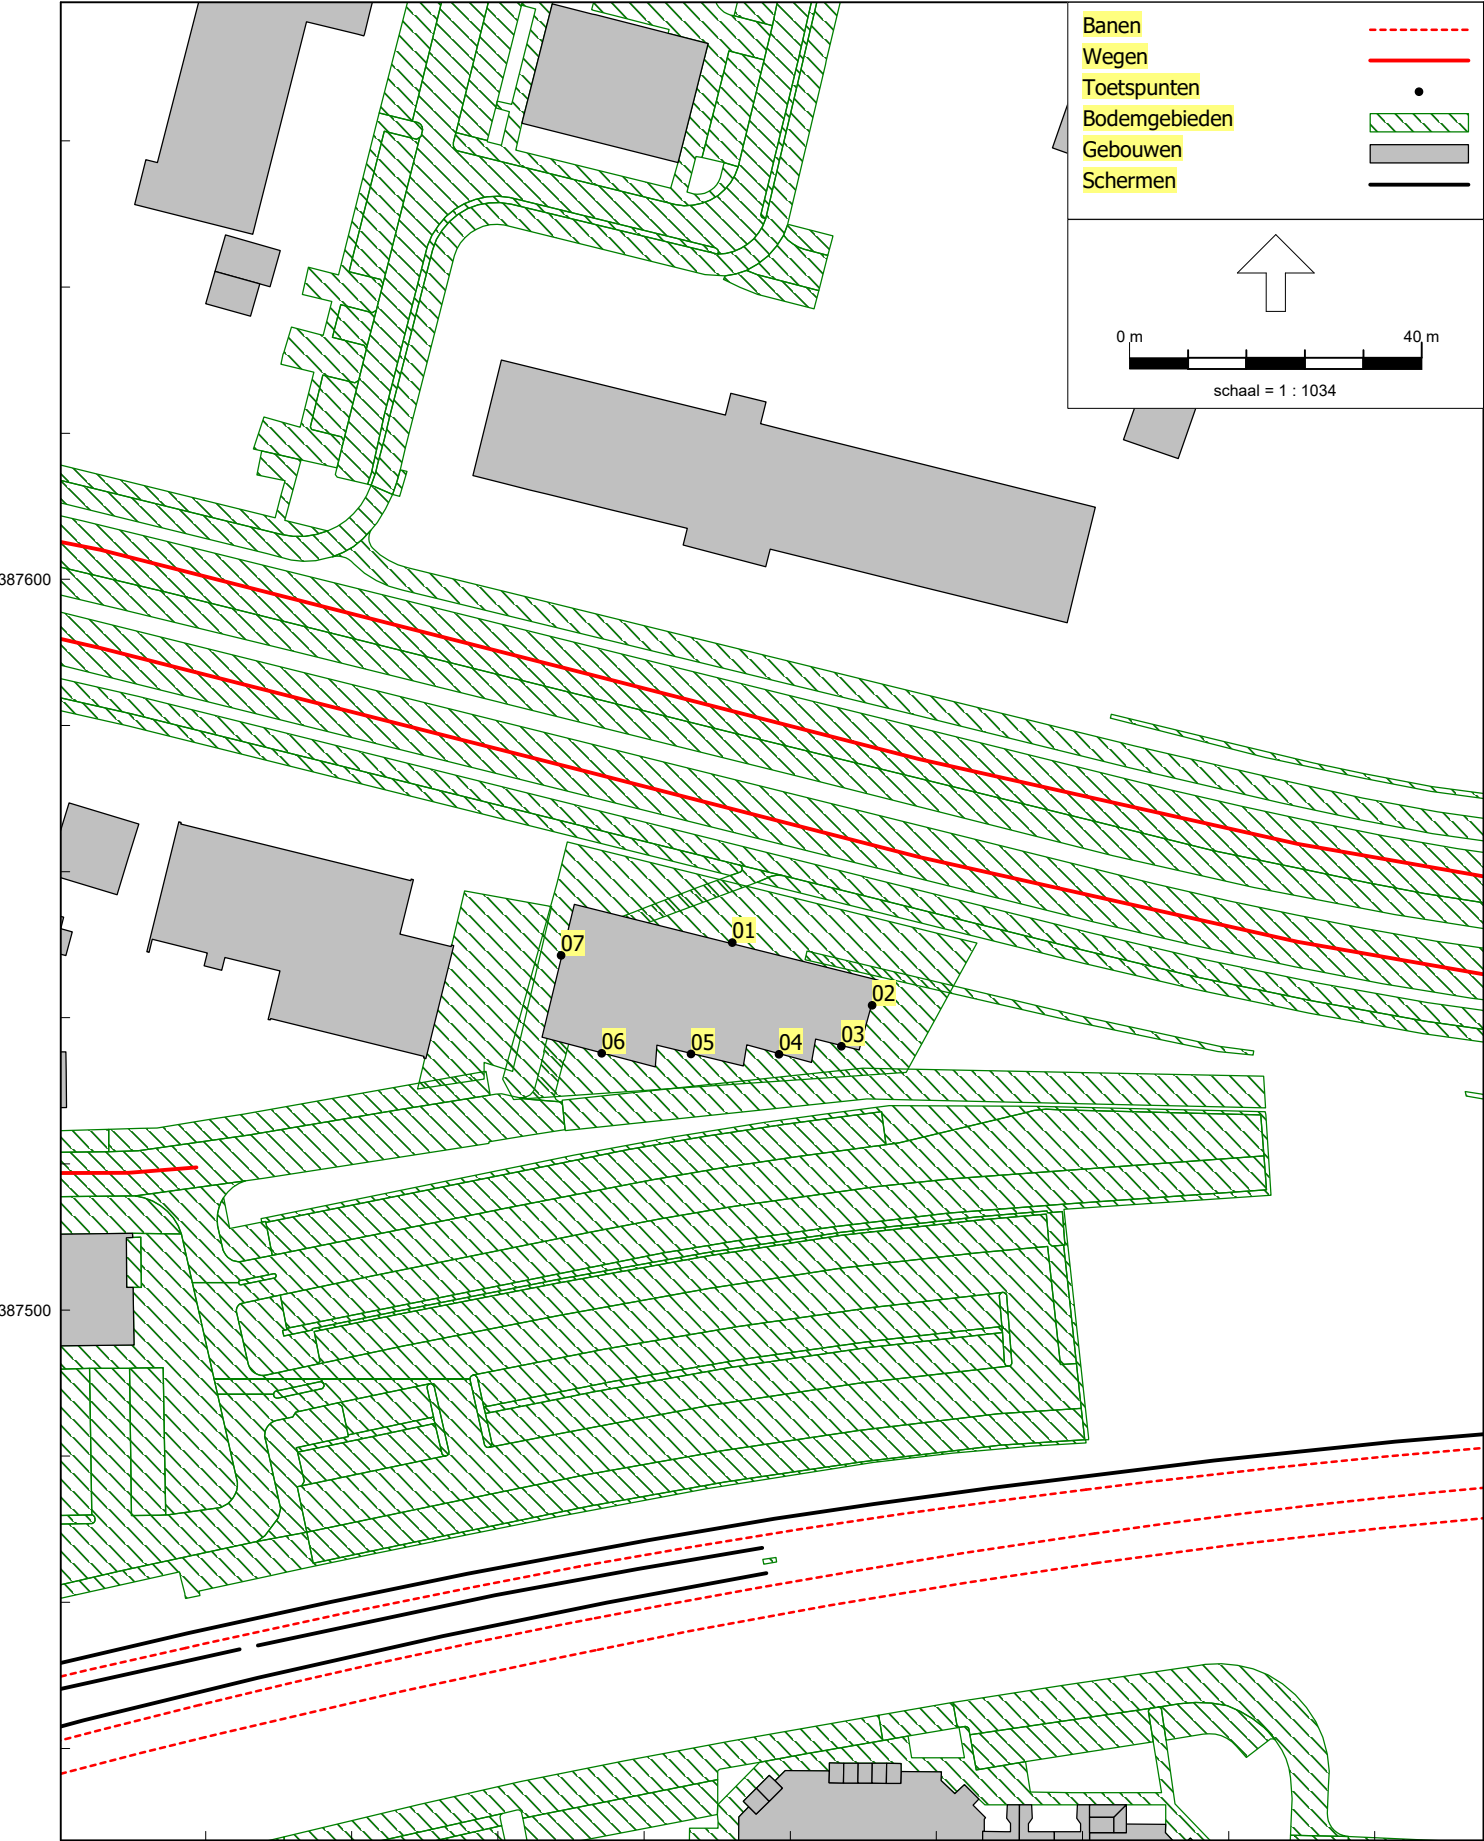 Banen
Wegen
Toetspunten
Bodemgebieden
Gebouwen
Schermen
0 m 40 m
schaal = 1 : 1034
387600
01
07
02
03
06 05 04
387500